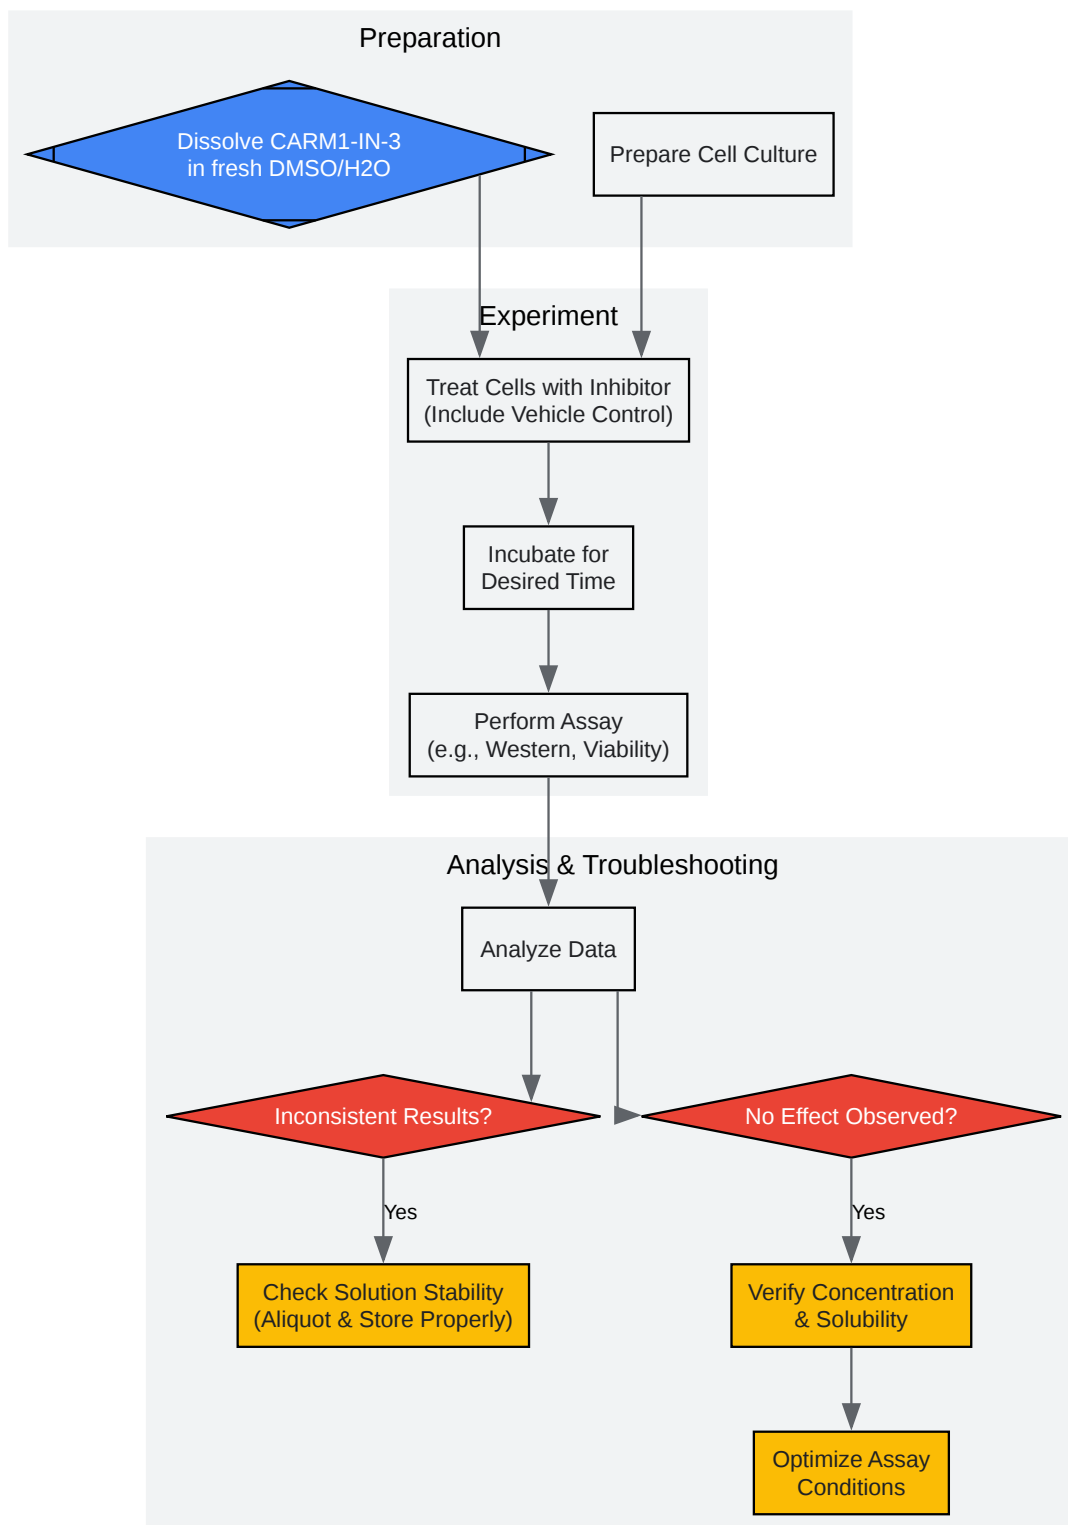 Preparation
Dissolve CARM1-IN-3
in fresh DMSO/H2O
Prepare Cell Culture
Experiment
Treat Cells with Inhibitor
(Include Vehicle Control)
Incubate for
Desired Time
Perform Assay
(e.g., Western, Viability)
Analysis & Troubleshooting
Analyze Data
Inconsistent Results?
No Effect Observed?
Yes
Yes
Check Solution Stability
(Aliquot & Store Properly)
Verify Concentration
& Solubility
Optimize Assay
Conditions